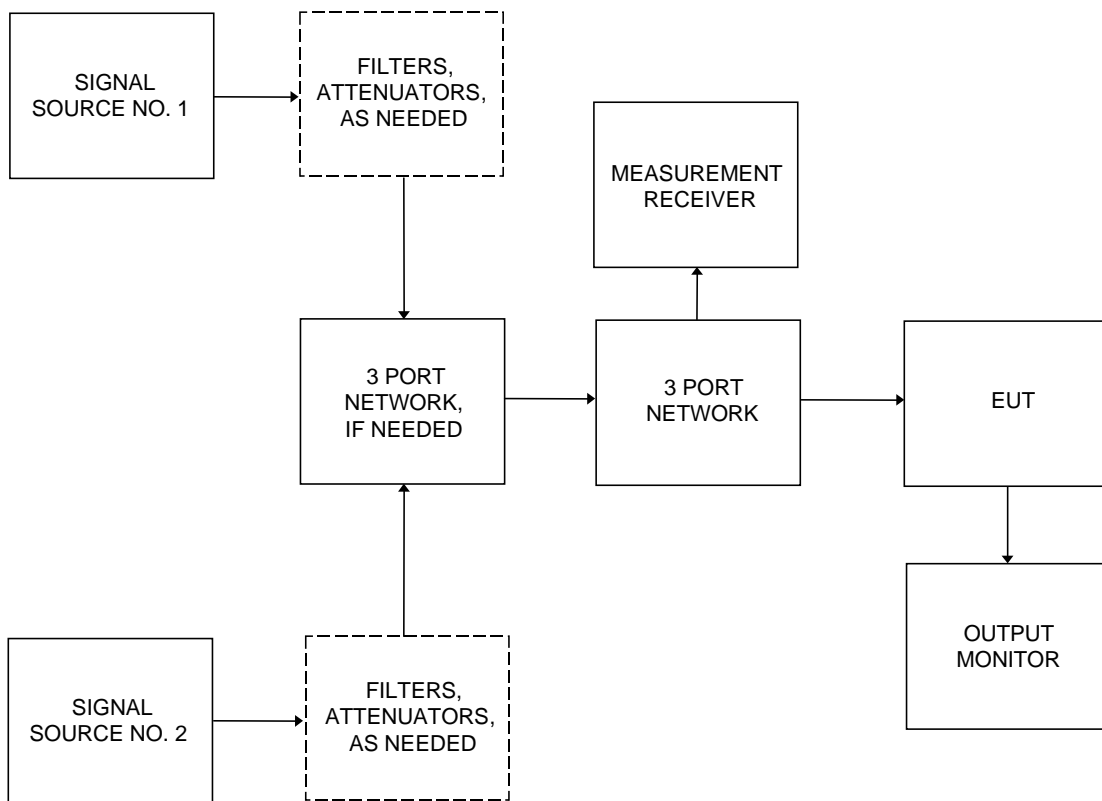 SIGNAL
SOURCE NO. 1
FILTERS,
ATTENUATORS,
AS NEEDED
MEASUREMENT
RECEIVER
3 PORT
NETWORK,
IF NEEDED
3 PORT
NETWORK
EUT
OUTPUT
MONITOR
SIGNAL
SOURCE NO. 2
FILTERS,
ATTENUATORS,
AS NEEDED